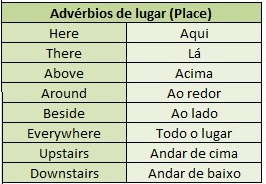 Advérbios de lugar (Place)
Here Aqui
There Lá
Above Acima
Around Ao redor
Beside Ao lado
Everywhere Todo o lugar
Upstairs Andar de cima
Downstairs Andar de baixo